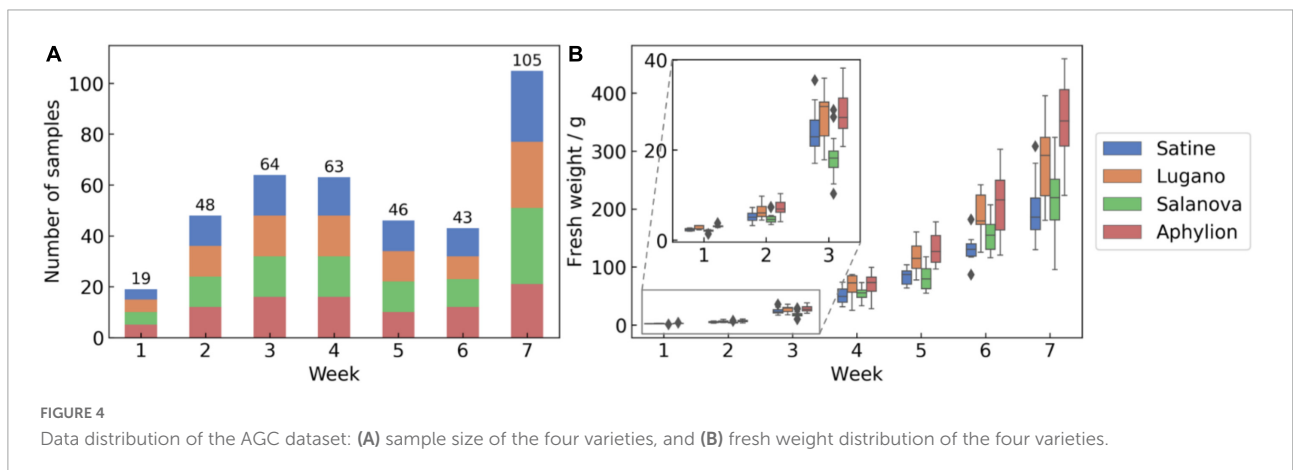 A
Number of samples
100
80
60
40
20
0
19
48
64
63
46
43
105
1 2 3 4 5 6 7
Week
B
Fresh weight / g
400
300
200
100
0
40
20
0
1 2 3
1 2 3 4 5 6 7
Week
Satine
Lugano
Salanova
Aphylion
FIGURE 4
Data distribution of the AGC dataset: (A) sample size of the four varieties, and (B) fresh weight distribution of the four varieties.